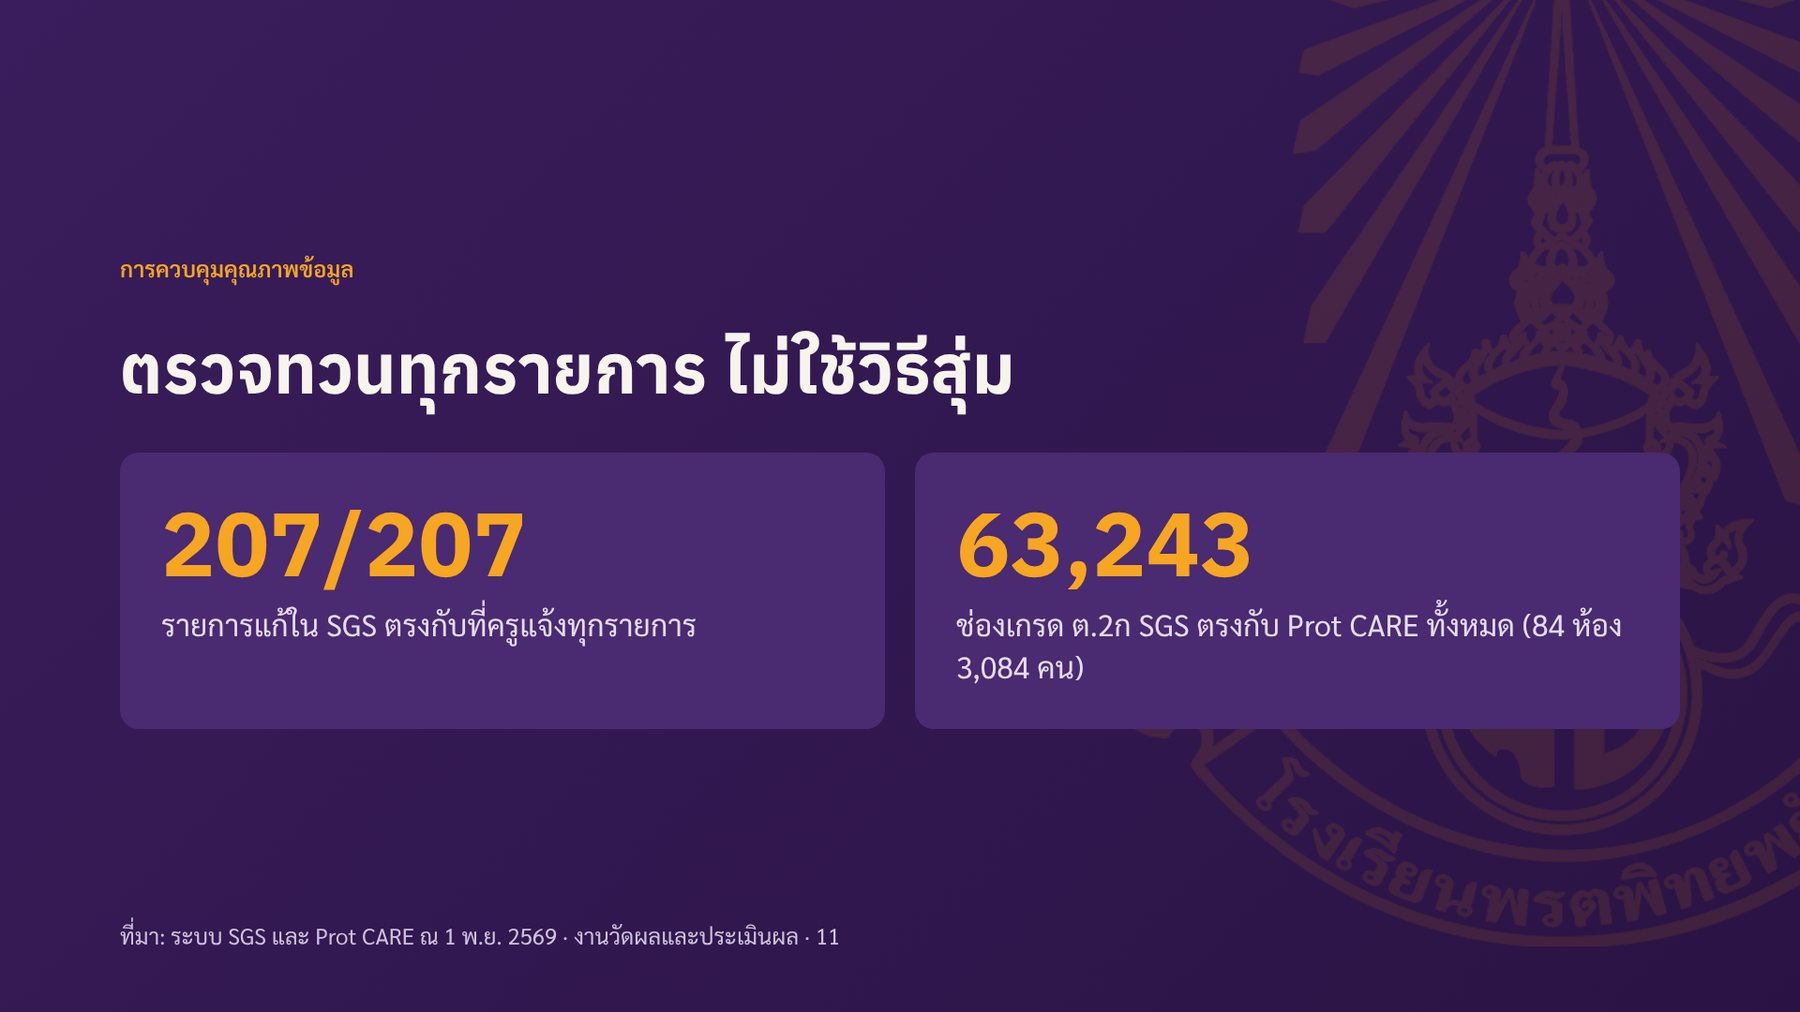 การควบคุมคุณภาพข้อมูล
ตรวจทวนทุกรายการ ไม่ใช้วิธีสุ่ม
207/207
รายการแก้ใน SGS ตรงกับที่ครูแจ้งทุกรายการ
63,243
ช่องเกรด ต.2ก SGS ตรงกับ Prot CARE ทั้งหมด (84 ห้อง
3,084 คน)
โรงเรียนพรตพิทยพ
ที่มา: ระบบ SGS และ Prot CARE ณ 1 พ.ย. 2569 · งานวัดผลและประเมินผล · 11